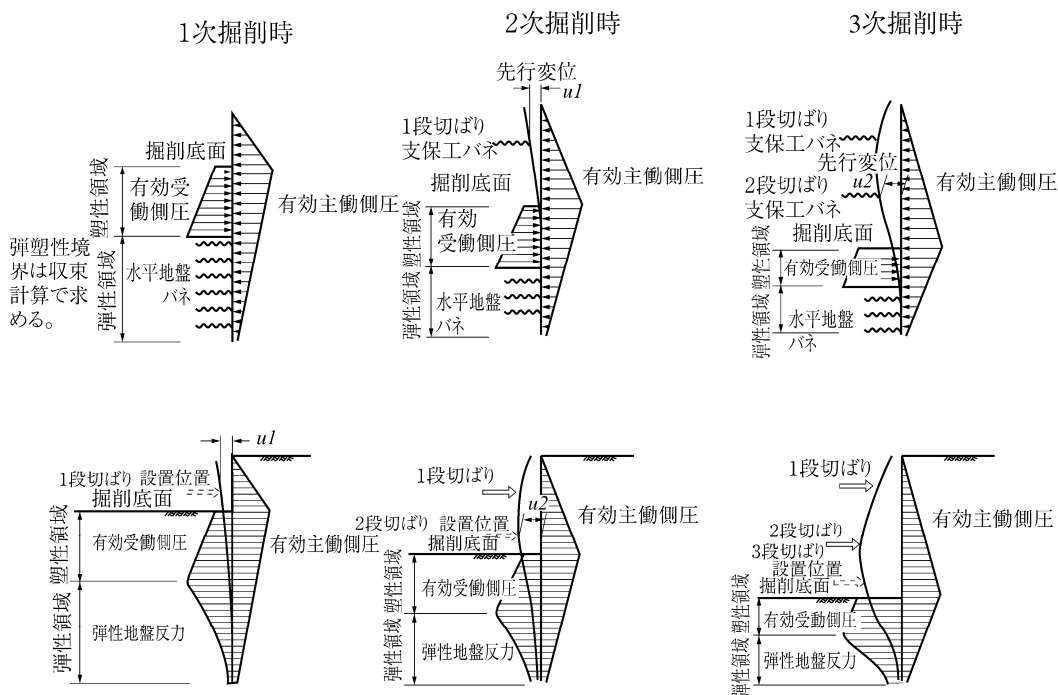 1次掘削時
掘削底面
塑性領域
有効受
働側圧
有効主働側圧
弾塑性境
界は収束
計算で求
める。
弾性領域
水平地盤
バネ
2次掘削時
先行変位
u1
1段切ばり
支保工バネ
掘削底面
有効主働側圧
塑性領域
有効
受働側圧
弾性領域
水平地盤
バネ
3次掘削時
1段切ばり
支保工バネ
先行変位
u2
2段切ばり
支保工バネ
有効主働側圧
掘削底面
塑性領域
有効受働側圧
弾性領域
水平地盤
バネ
u1
1段切ばり 設置位置
掘削底面
塑性領域
有効受働側圧
有効主働側圧
弾性領域
弾性地盤反力
1段切ばり
u2
2段切ばり 設置位置
掘削底面
有効主働側圧
塑性領域
有効受働側圧
弾性領域
弾性地盤反力
1段切ばり
有効主働側圧
2段切ばり
3段切ばり
設置位置
掘削底面
塑性領域
有効受動側圧
弾性領域
弾性地盤反力